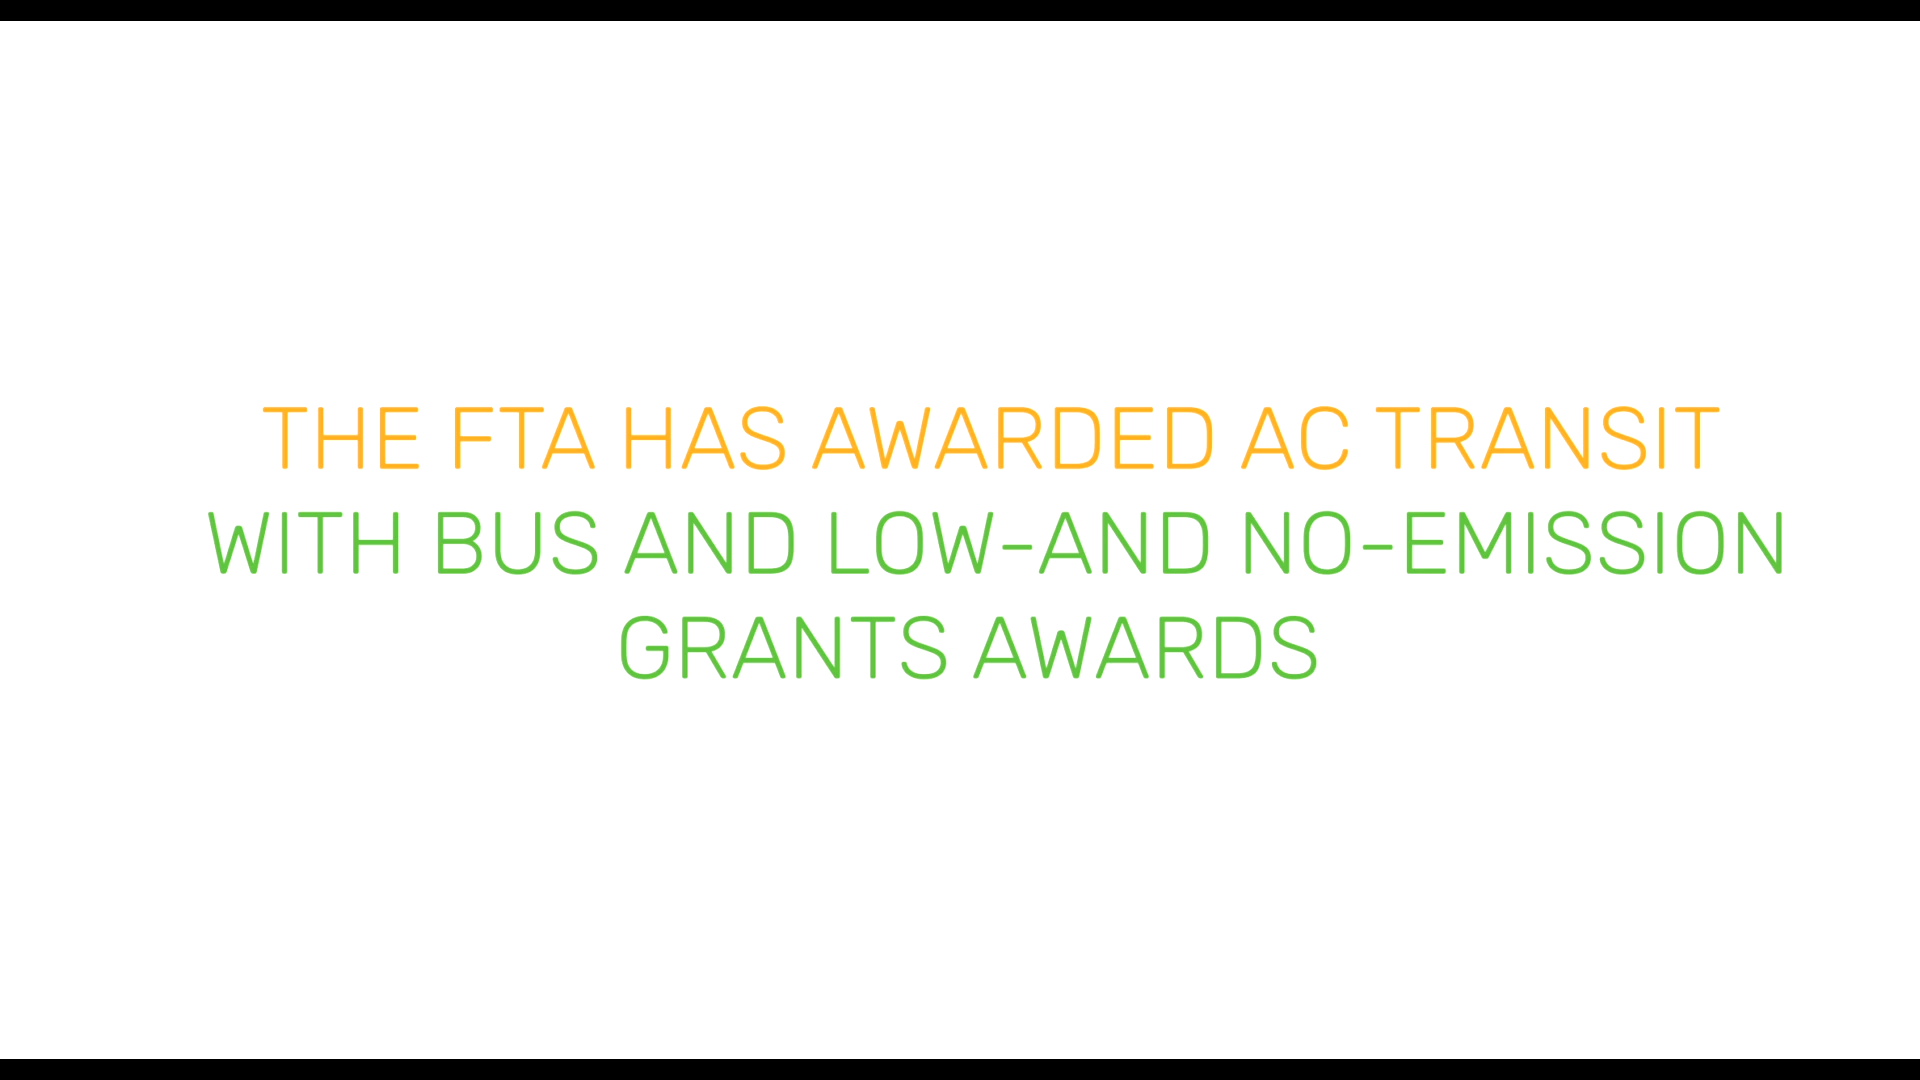 THE FTA HAS AWARDED AC TRANSIT
WITH BUS AND LOW-AND NO-EMISSION
GRANTS AWARDS